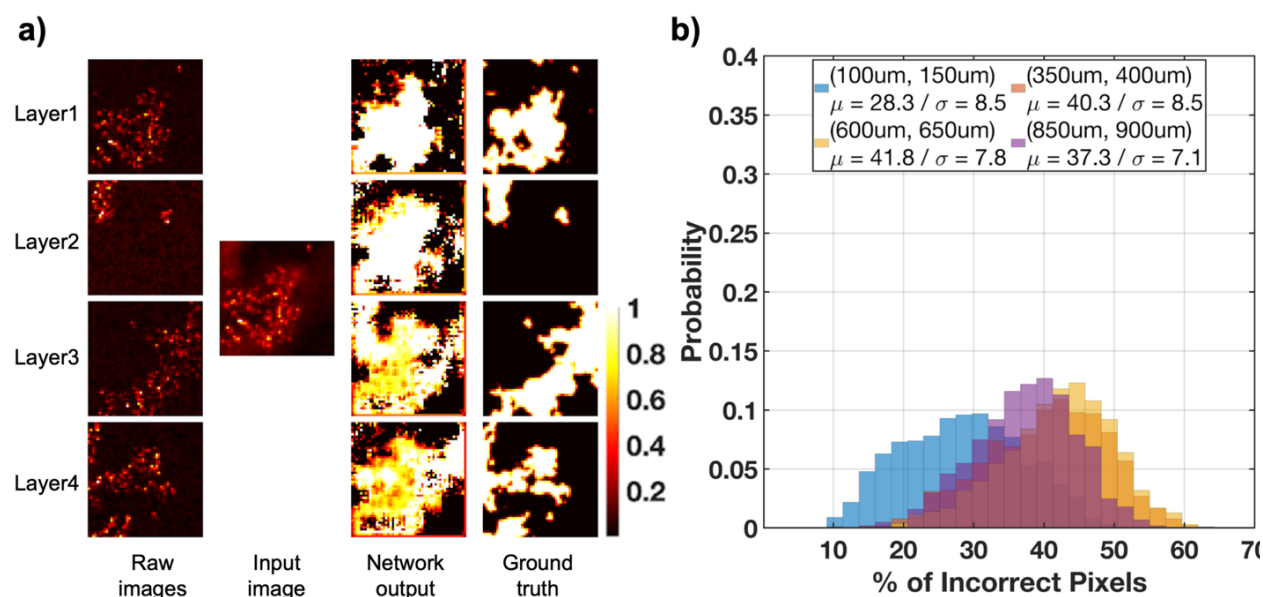 a)
Layer1
Layer2
Layer3
Layer4
Raw
images
Input
image
Network
output
Ground
truth
1
0.8
0.6
0.4
0.2
b)
(100um, 150um)
μ = 28.3 / σ = 8.5
(350um, 400um)
μ = 40.3 / σ = 8.5
(600um, 650um)
μ = 41.8 / σ = 7.8
(850um, 900um)
μ = 37.3 / σ = 7.1
Probability
0.4
0.35
0.3
0.25
0.2
0.15
0.1
0.05
0
10
20
30
40
50
60
70
% of Incorrect Pixels